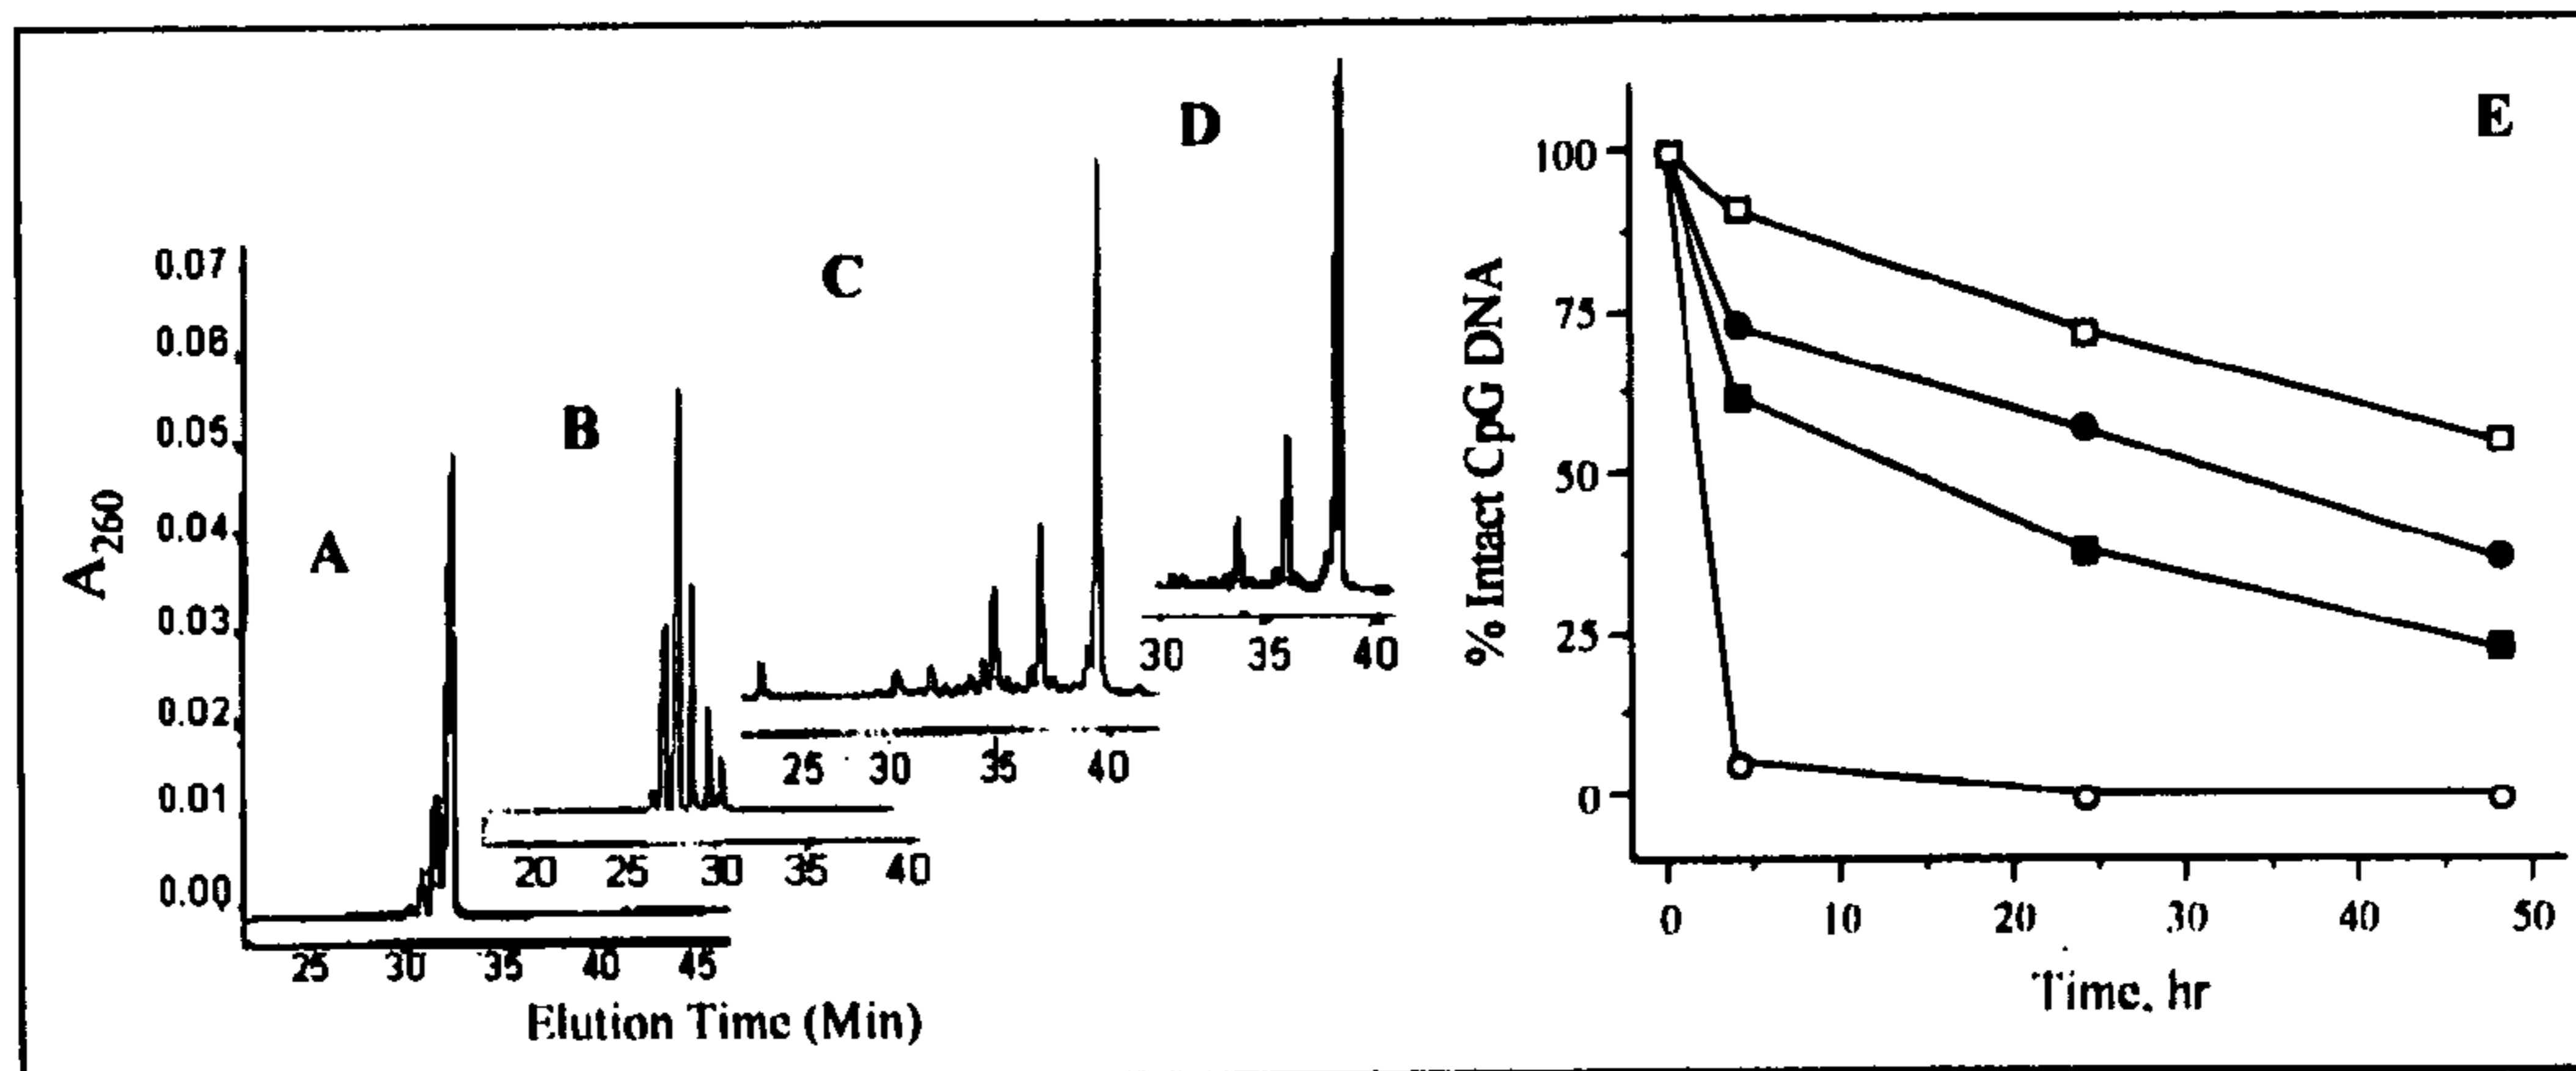 A
B
C
D
E
A260
0.07
0.06
0.05
0.04
0.03
0.02
0.01
0.00
25 30 35 40 45
20 25 30 35 40
25 30 35 40
30 35 40
Elution Time (Min)
% Intact CpG DNA
100
75
50
25
0
0 10 20 30 40 50
Time, hr